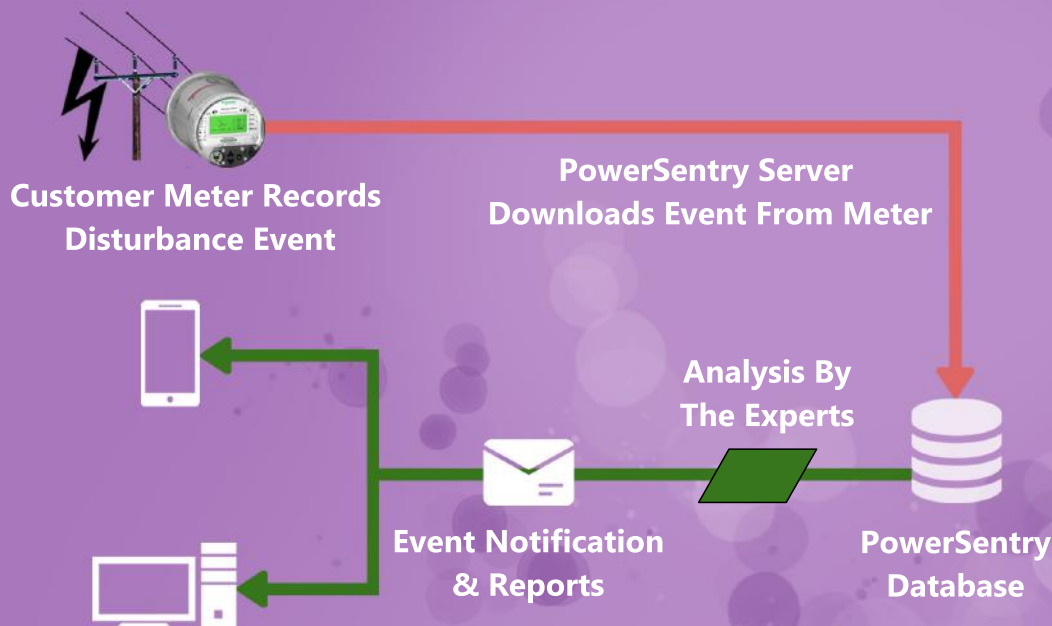 Customer Meter Records
Disturbance Event
PowerSentry Server
Downloads Event From Meter
Analysis By
The Experts
Event Notification
& Reports
PowerSentry
Database